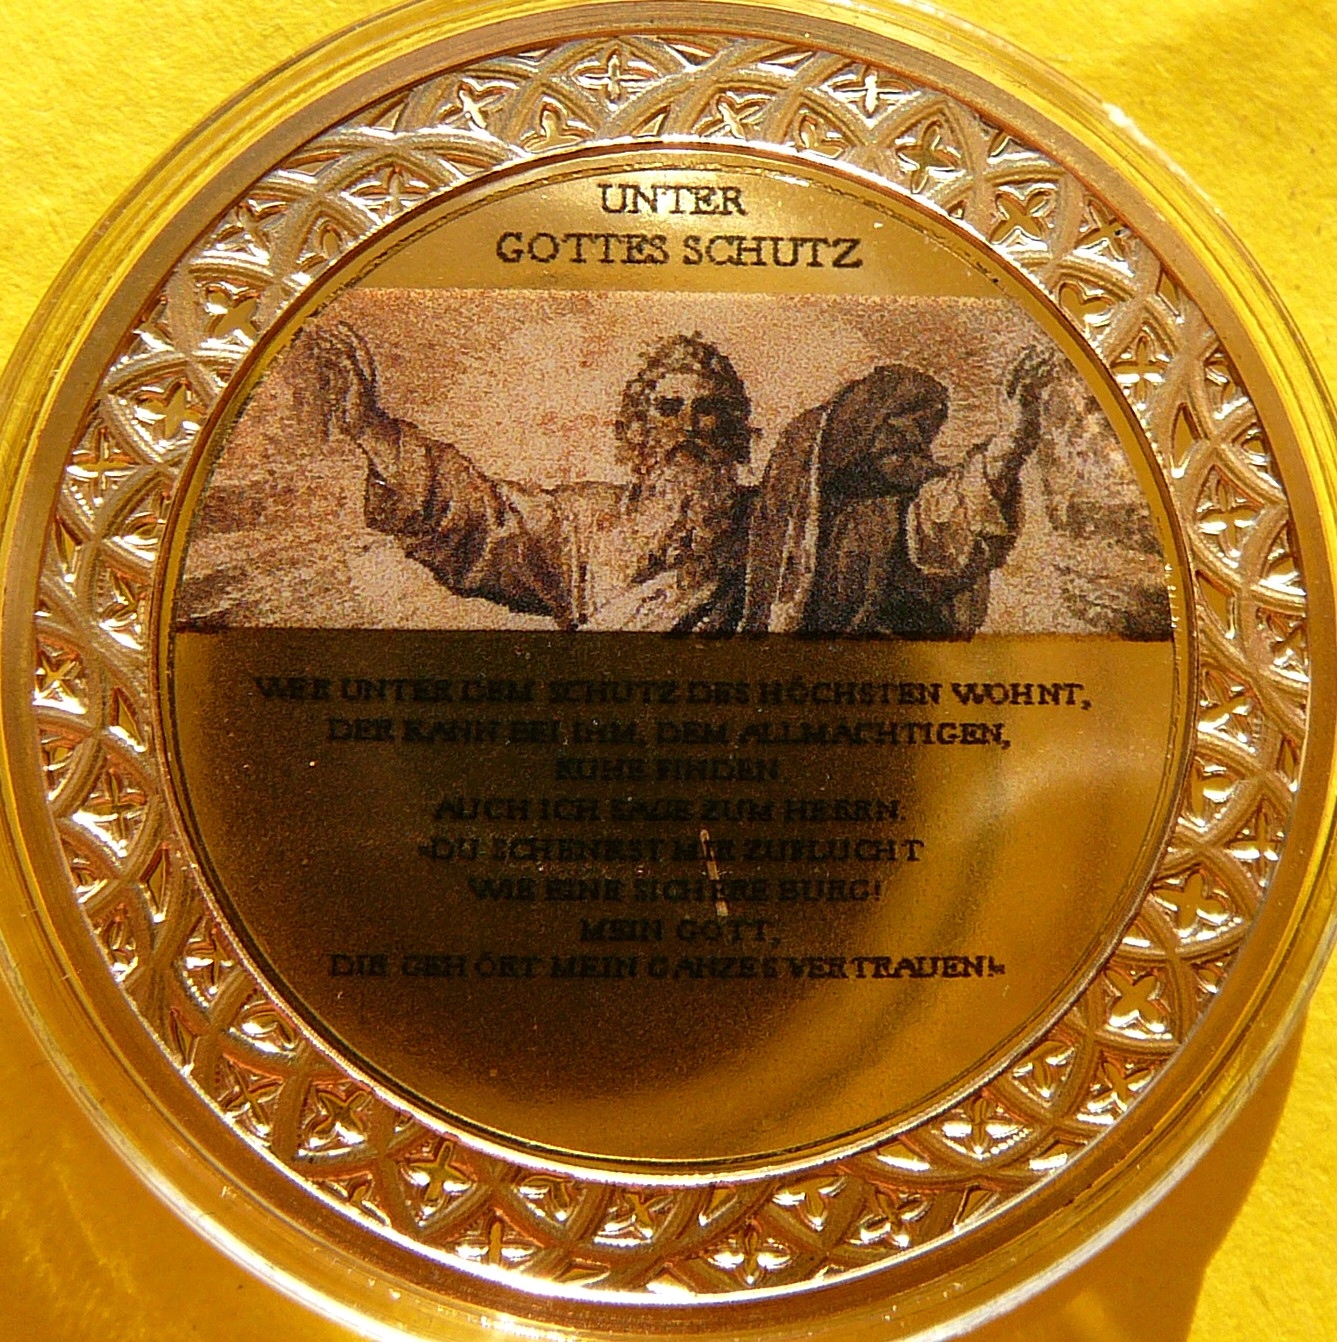 UNTER
GOTTES SCHUTZ
WER UNTER DEM SCHUTZ DES HÖCHSTEN WOHNT,
DER KANN BEI IHM, DEM ALLMÄCHTIGEN,
RUHE FINDEN.
AUCH ICH SAGE ZUM HERRN:
»DU SCHENKST MIR ZUFLUCHT
WIE EINE SICHERE BURG!
MEIN GOTT,
DIR GEHÖRT MEIN GANZES VERTRAUEN!«